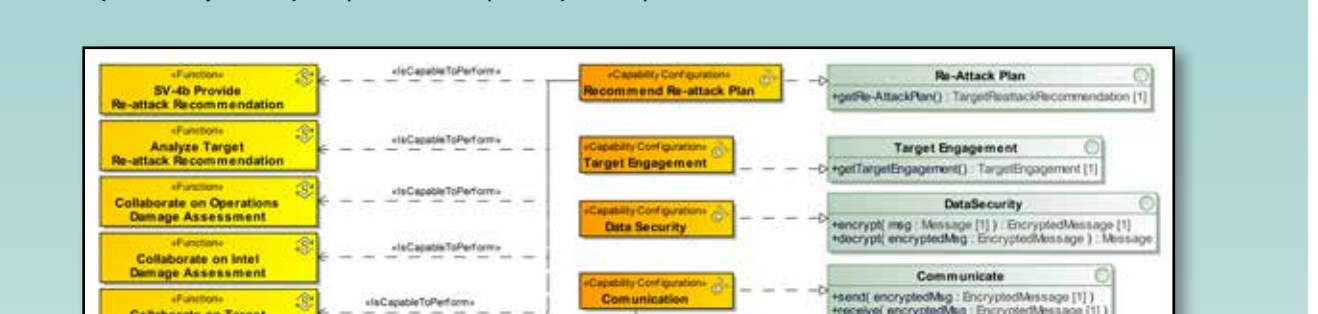 «Function»
SV-4b Provide
Re-attack Recommendation
«IsCapableToPerform»
«Capability Configuration»
Recommend Re-attack Plan
Re-Attack Plan
+getRe-AttackPlan() : TargetReattackRecommendation [1]
«Function»
Analyze Target
Re-attack Recommendation
«IsCapableToPerform»
«Capability Configuration»
Target Engagement
Target Engagement
+getTargetEngagement() : TargetEngagement [1]
«Function»
Collaborate on Operations
Damage Assessment
«IsCapableToPerform»
«Capability Configuration»
Data Security
DataSecurity
+encrypt( msg : Message [1] ) : EncryptedMessage [1]
+decrypt( encryptedMsg : EncryptedMessage ) : Message
«Function»
Collaborate on Intel
Damage Assessment
«IsCapableToPerform»
«Capability Configuration»
Comunication
Communicate
+send( encryptedMsg : EncryptedMessage [1] )
+receive( encryptedMsg : EncryptedMessage [1] )
«Function»
Collaborate on Target
«IsCapableToPerform»